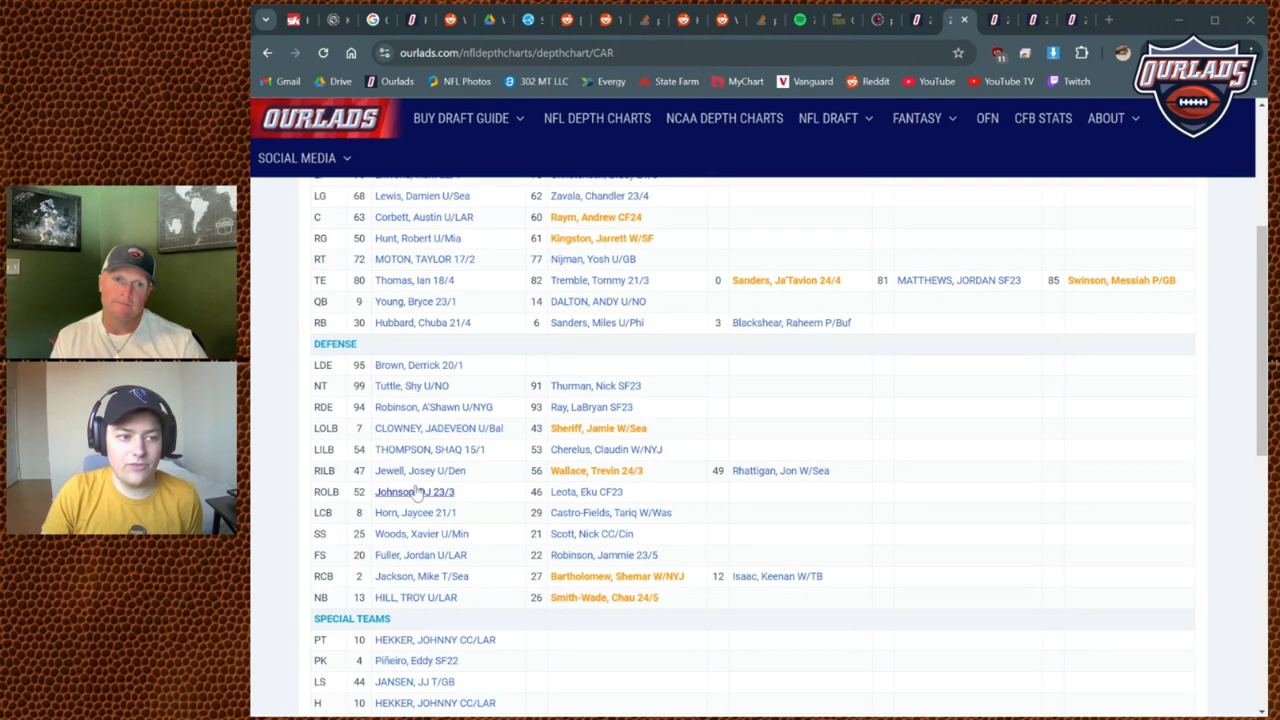 ourlads.com/nfldepthcharts/depthchart/CAR
11
Gmail Drive Ourlads NFL Photos 302 MT LLC Evergy State Farm MyChart Vanguard Reddit YouTube YouTube TV Twitch
OURLADS
OURLADS BUY DRAFT GUIDE NFL DEPTH CHARTS NCAA DEPTH CHARTS NFL DRAFT FANTASY OFN CFB STATS ABOUT
SOCIAL MEDIA
LG 68 Lewis, Damien U/Sea 62 Zavala, Chandler 23/4
C 63 Corbett, Austin U/LAR 60 Raym, Andrew CF24
RG 50 Hunt, Robert U/Mia 61 Kingston, Jarrett W/SF
RT 72 MOTON, TAYLOR 17/2 77 Nijman, Yosh U/GB
TE 80 Thomas, Ian 18/4 82 Tremble, Tommy 21/3 0 Sanders, Ja'Tavion 24/4 81 MATTHEWS, JORDAN SF23 85 Swinson, Messiah P/GB
QB 9 Young, Bryce 23/1 14 DALTON, ANDY U/NO
RB 30 Hubbard, Chuba 21/4 6 Sanders, Miles U/Phi 3 Blackshear, Raheem P/Buf
DEFENSE
LDE 95 Brown, Derrick 20/1
NT 99 Tuttle, Shy U/NO 91 Thurman, Nick SF23
RDE 94 Robinson, A'Shawn U/NYG 93 Ray, LaBryan SF23
LOLB 7 CLOWNEY, JADEVEON U/Bal 43 Sheriff, Jamie W/Sea
LILB 54 THOMPSON, SHAQ 15/1 53 Cherelus, Claudin W/NYJ
RILB 47 Jewell, Josey U/Den 56 Wallace, Trevin 24/3 49 Rhattigan, Jon W/Sea
ROLB 52 Johnson, DJ 23/3 46 Leota, Eku CF23
LCB 8 Horn, Jaycee 21/1 29 Castro-Fields, Tariq W/Was
SS 25 Woods, Xavier U/Min 21 Scott, Nick CC/Cin
FS 20 Fuller, Jordan U/LAR 22 Robinson, Jammie 23/5
RCB 2 Jackson, Mike T/Sea 27 Bartholomew, Shemar W/NYJ 12 Isaac, Keenan W/TB
NB 13 HILL, TROY U/LAR 26 Smith-Wade, Chau 24/5
SPECIAL TEAMS
PT 10 HEKKER, JOHNNY CC/LAR
PK 4 Piñeiro, Eddy SF22
LS 44 JANSEN, JJ T/GB
H 10 HEKKER, JOHNNY CC/LAR